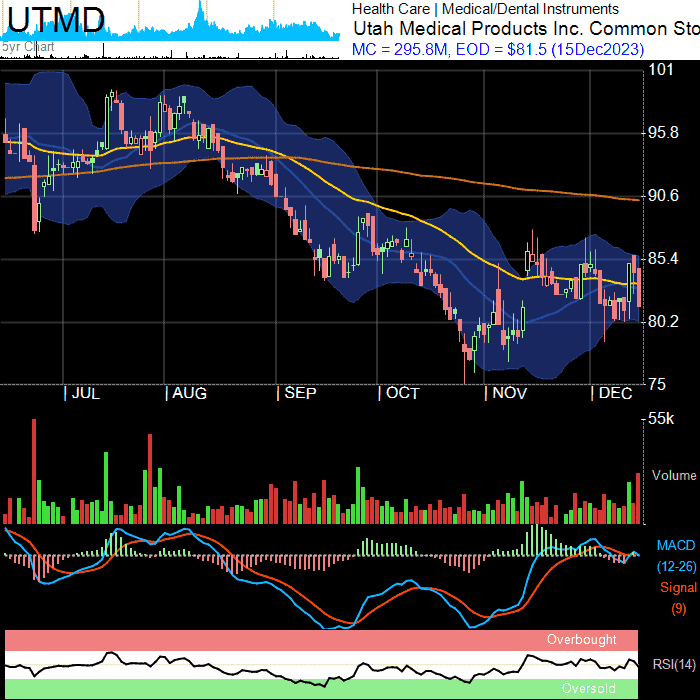 UTMD
5yr Chart
Health Care | Medical/Dental Instruments
Utah Medical Products Inc. Common Sto
MC = 295.8M, EOD = $81.5 (15Dec2023)
101
95.8
90.6
85.4
80.2
75
| JUL | AUG | SEP | OCT | NOV | DEC
55k
Volume
MACD
(12-26)
Signal
(9)
Overbought
RSI(14)
Oversold